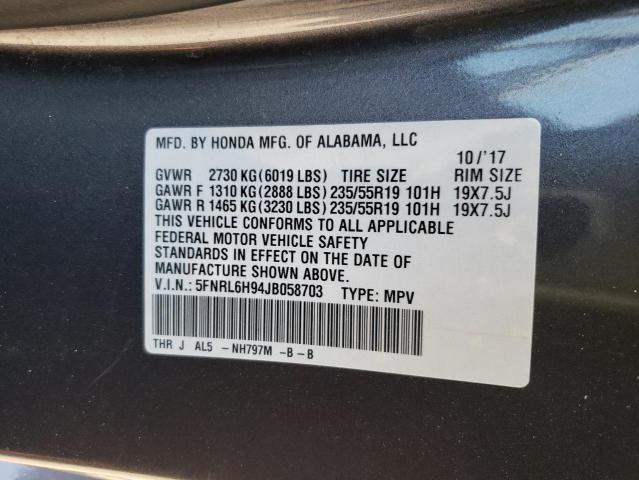 MFD. BY HONDA MFG. OF ALABAMA, LLC
10/'17
GVWR 2730 KG (6019 LBS) TIRE SIZE RIM SIZE
GAWR F 1310 KG (2888 LBS) 235/55R19 101H 19X7.5J
GAWR R 1465 KG (3230 LBS) 235/55R19 101H 19X7.5J
THIS VEHICLE CONFORMS TO ALL APPLICABLE
FEDERAL MOTOR VEHICLE SAFETY
STANDARDS IN EFFECT ON THE DATE OF
MANUFACTURE SHOWN ABOVE.
V.I.N.: 5FNRL6H94JB058703 TYPE: MPV
THR J AL5 - NH797M -B-B